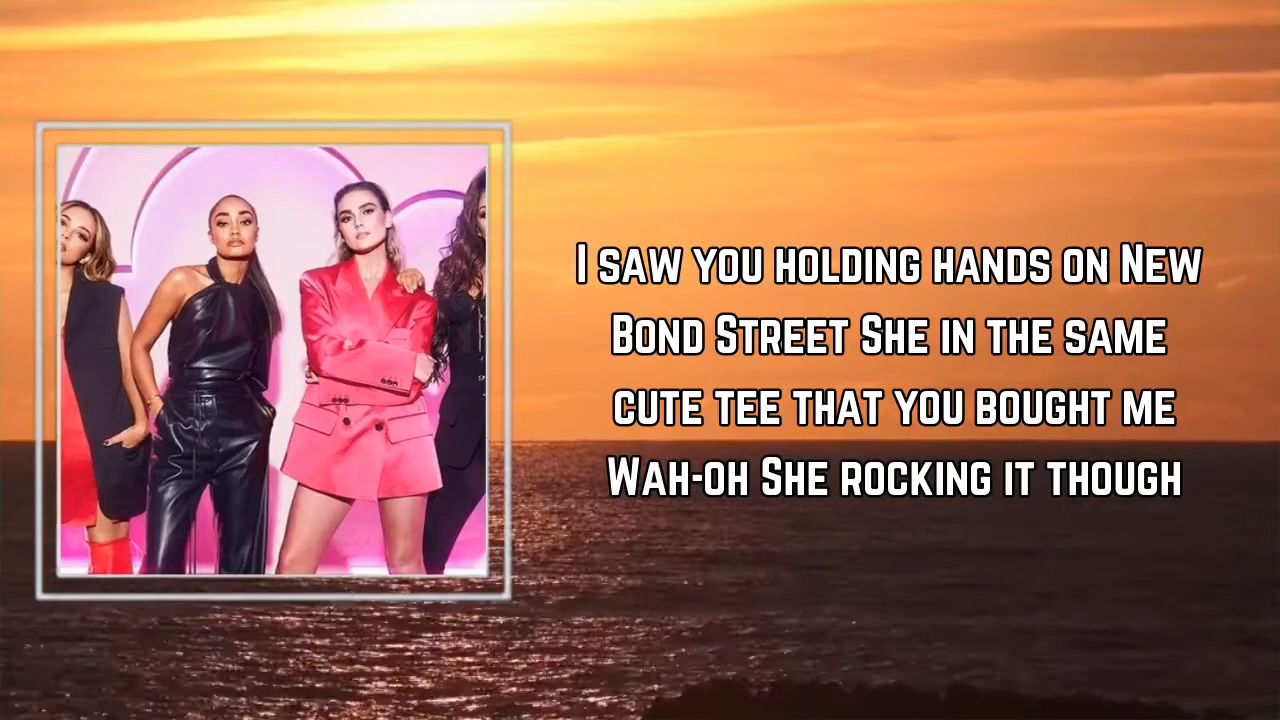 I saw you holding hands on New
Bond Street She in the same
cute tee that you bought me
Wah-oh She rocking it though